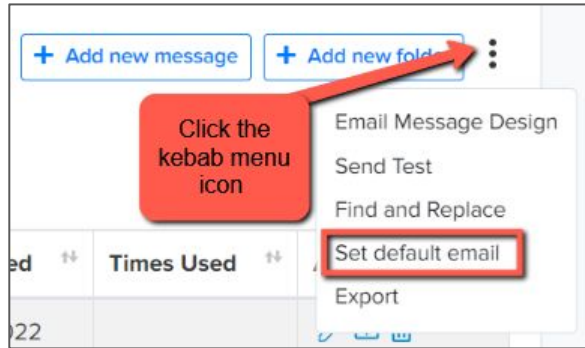 + Add new message + Add new folde
Click the
kebab menu
icon
Email Message Design
Send Test
Find and Replace
Set default email
Export
ed Times Used
022